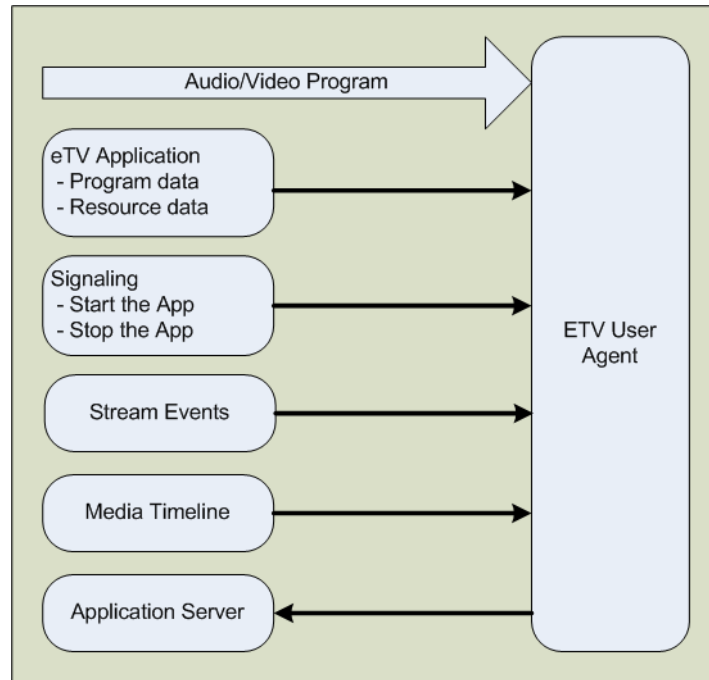 Audio/Video Program
eTV Application
- Program data
- Resource data
Signaling
- Start the App
- Stop the App
Stream Events
Media Timeline
Application Server
ETV User
Agent